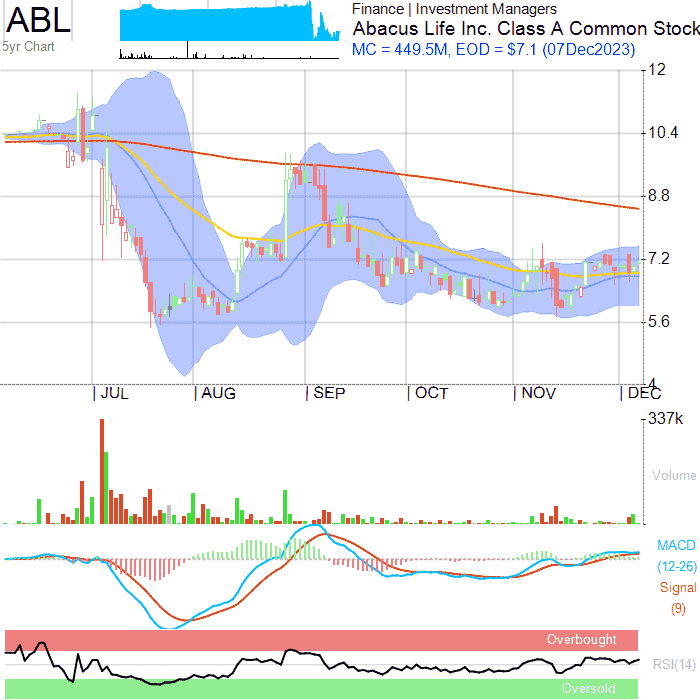 ABL
5yr Chart
Finance | Investment Managers
Abacus Life Inc. Class A Common Stock
MC = 449.5M, EOD = $7.1 (07Dec2023)
12
10.4
8.8
7.2
5.6
4
JUL
AUG
SEP
OCT
NOV
DEC
337k
Volume
MACD
(12-26)
Signal
(9)
Overbought
RSI(14)
Oversold